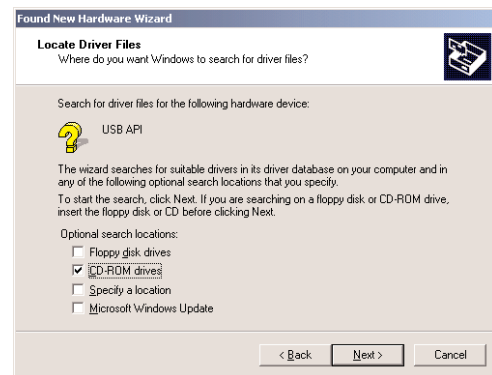 Found New Hardware Wizard
Locate Driver Files
Where do you want Windows to search for driver files?
Search for driver files for the following hardware device:
USB API
The wizard searches for suitable drivers in its driver database on your computer and in
any of the following optional search locations that you specify.
To start the search, click Next. If you are searching on a floppy disk or CD-ROM drive,
insert the floppy disk or CD before clicking Next.
Optional search locations:
Floppy disk drives
CD-ROM drives
Specify a location
Microsoft Windows Update
< Back Next > Cancel